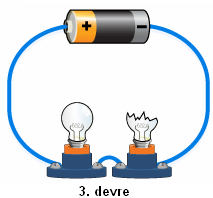 + -
3. devre